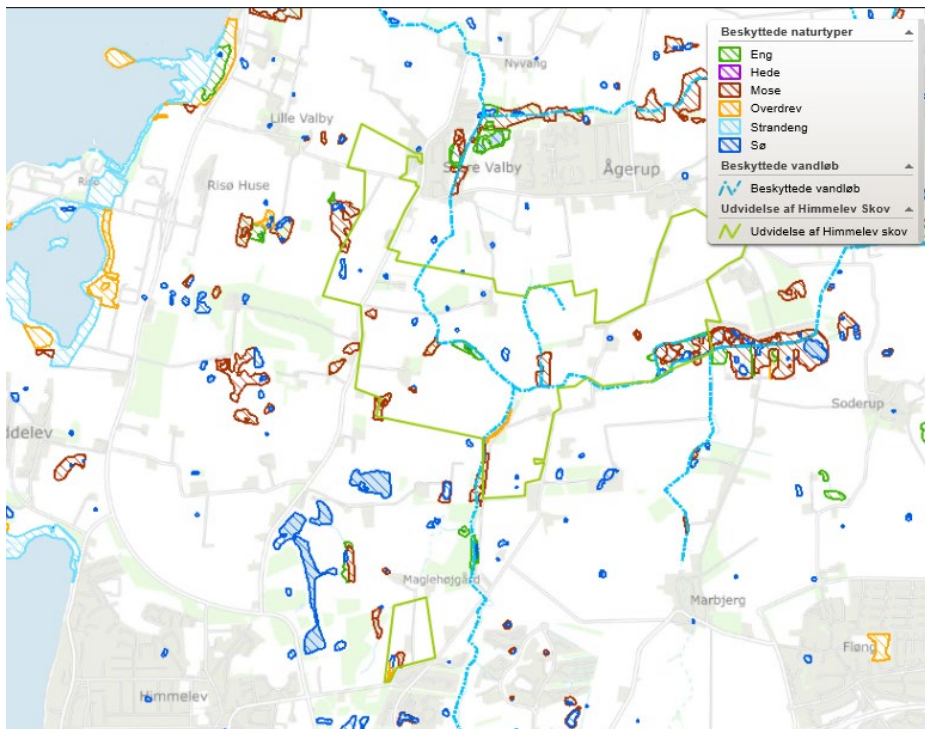 Beskyttede naturtyper
Eng
Hede
Mose
Overdrev
Strandeng
Sø
Beskyttede vandløb
Beskyttede vandløb
Udvidelse af Himmelev Skov
Udvidelse af Himmelev skov
Nyvang
Lille Valby
Store Valby
Ågerup
Risø
Risø Huse
Soderup
ddelev
Maglehøjgård
Marbjerg
Fløng
Himmelev